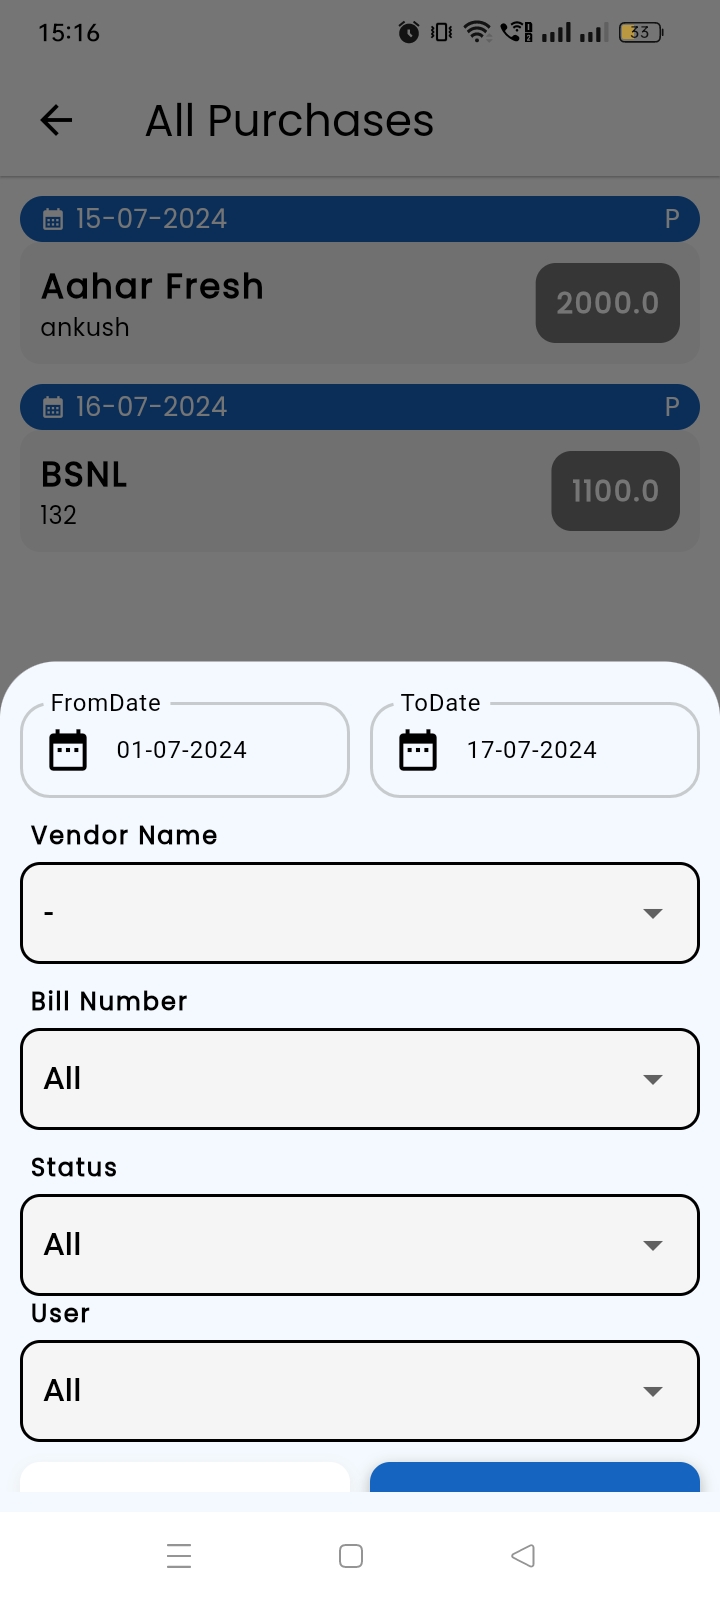 15:16
33
All Purchases
15-07-2024 P
Aahar Fresh
2000.0
ankush
16-07-2024 P
BSNL
1100.0
132
FromDate ToDate
01-07-2024 17-07-2024
Vendor Name
-
Bill Number
All
Status
All
User
All